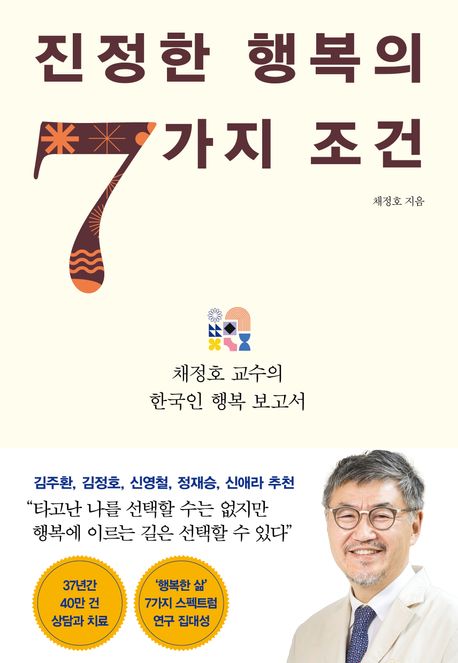 진정한 행복의
7가지 조건
채정호 지음
채정호 교수의
한국인 행복 보고서
김주환, 김정호, 신영철, 정재승, 신애라 추천
“타고난 나를 선택할 수는 없지만
행복에 이르는 길은 선택할 수 있다”
37년간
40만 건
상담과 치료
‘행복한 삶’
7가지 스펙트럼
연구 집대성